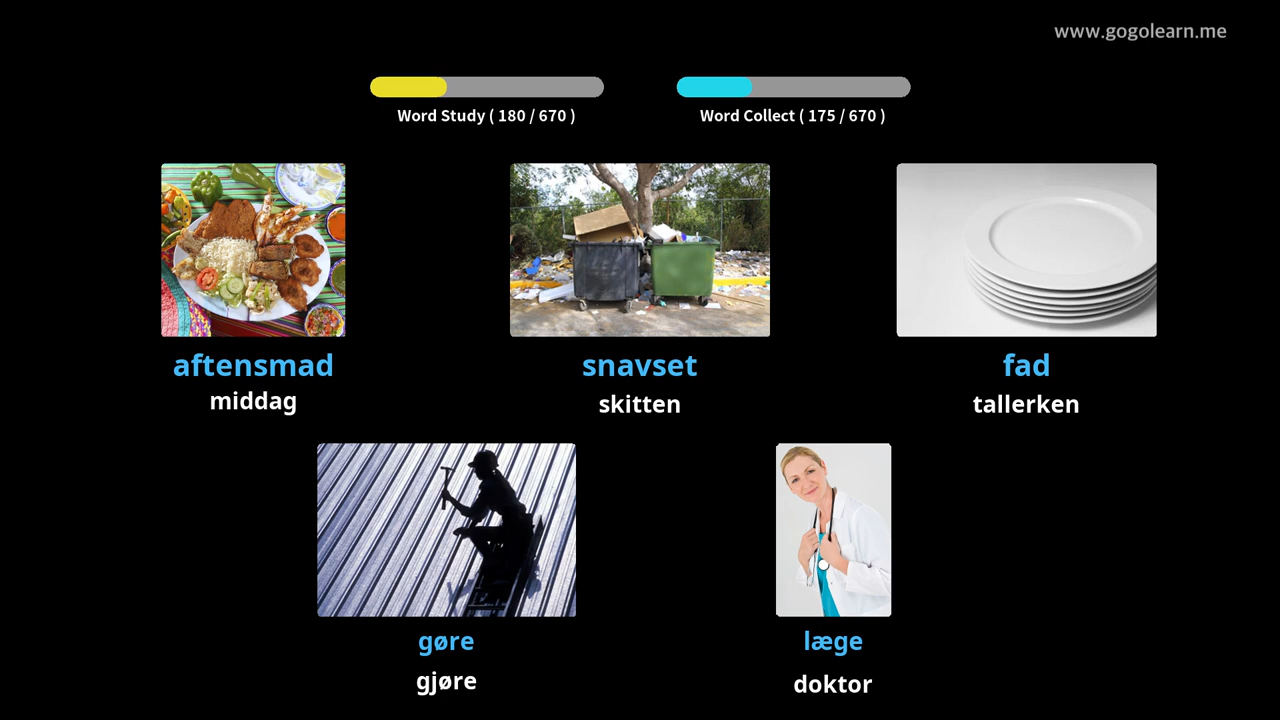 www.gogolearn.me
Word Study ( 180 / 670 )
Word Collect ( 175 / 670 )
aftensmad
middag
snavset
skitten
fad
tallerken
gøre
gjøre
læge
doktor